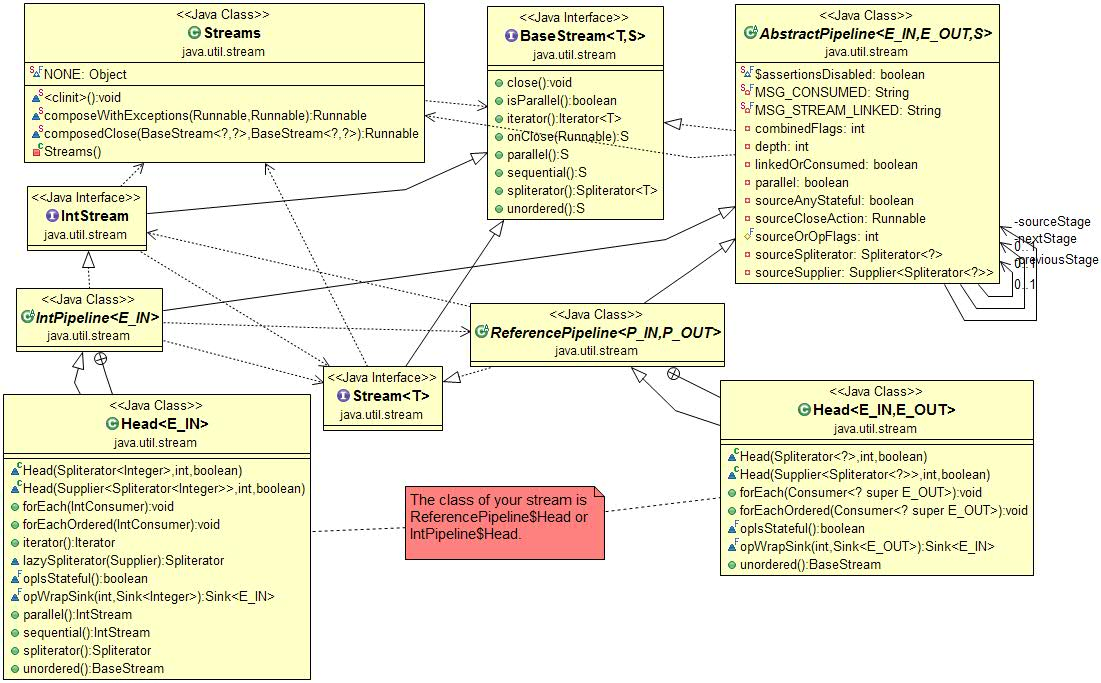 <<Java Class>>
Streams
java.util.stream
NONE: Object
<clinit>():void
composeWithExceptions(Runnable,Runnable):Runnable
composedClose(BaseStream<?,?>,BaseStream<?,?>):Runnable
Streams()
<<Java Interface>>
BaseStream<T,S>
java.util.stream
close():void
isParallel():boolean
iterator():Iterator<T>
onClose(Runnable):S
parallel():S
sequential():S
spliterator():Spliterator<T>
unordered():S
<<Java Class>>
AbstractPipeline<E_IN,E_OUT,S>
java.util.stream
$assertionsDisabled: boolean
MSG_CONSUMED: String
MSG_STREAM_LINKED: String
combinedFlags: int
depth: int
linkedOrConsumed: boolean
parallel: boolean
sourceAnyStateful: boolean
sourceCloseAction: Runnable
sourceOrOpFlags: int
sourceSpliterator: Spliterator<?>
sourceSupplier: Supplier<Spliterator<?>>
-sourceStage
-nextStage
0..1
-previousStage
0..1
0..1
<<Java Interface>>
IntStream
java.util.stream
<<Java Class>>
IntPipeline<E_IN>
java.util.stream
<<Java Class>>
ReferencePipeline<P_IN,P_OUT>
java.util.stream
<<Java Interface>>
Stream<T>
java.util.stream
<<Java Class>>
Head<E_IN>
java.util.stream
Head(Spliterator<Integer>,int,boolean)
Head(Supplier<Spliterator<Integer>>,int,boolean)
forEach(IntConsumer):void
forEachOrdered(IntConsumer):void
iterator():Iterator
lazySpliterator(Supplier):Spliterator
opIsStateful():boolean
opWrapSink(int,Sink<Integer>):Sink<E_IN>
parallel():IntStream
sequential():IntStream
spliterator():Spliterator
unordered():BaseStream
The class of your stream is
ReferencePipeline$Head or
IntPipeline$Head.
<<Java Class>>
Head<E_IN,E_OUT>
java.util.stream
Head(Spliterator<?>,int,boolean)
Head(Supplier<Spliterator<?>>,int,boolean)
forEach(Consumer<? super E_OUT>):void
forEachOrdered(Consumer<? super E_OUT>):void
opIsStateful():boolean
opWrapSink(int,Sink<E_OUT>):Sink<E_IN>
unordered():BaseStream